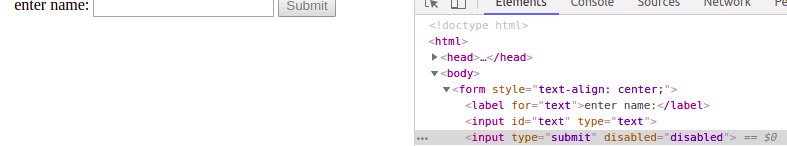 enter name: Submit
Elements Console Sources Network
<!doctype html>
<html>
<head>…</head>
<body>
<form style="text-align: center;">
<label for="text">enter name:</label>
<input id="text" type="text">
… <input type="submit" disabled="disabled"> == $0